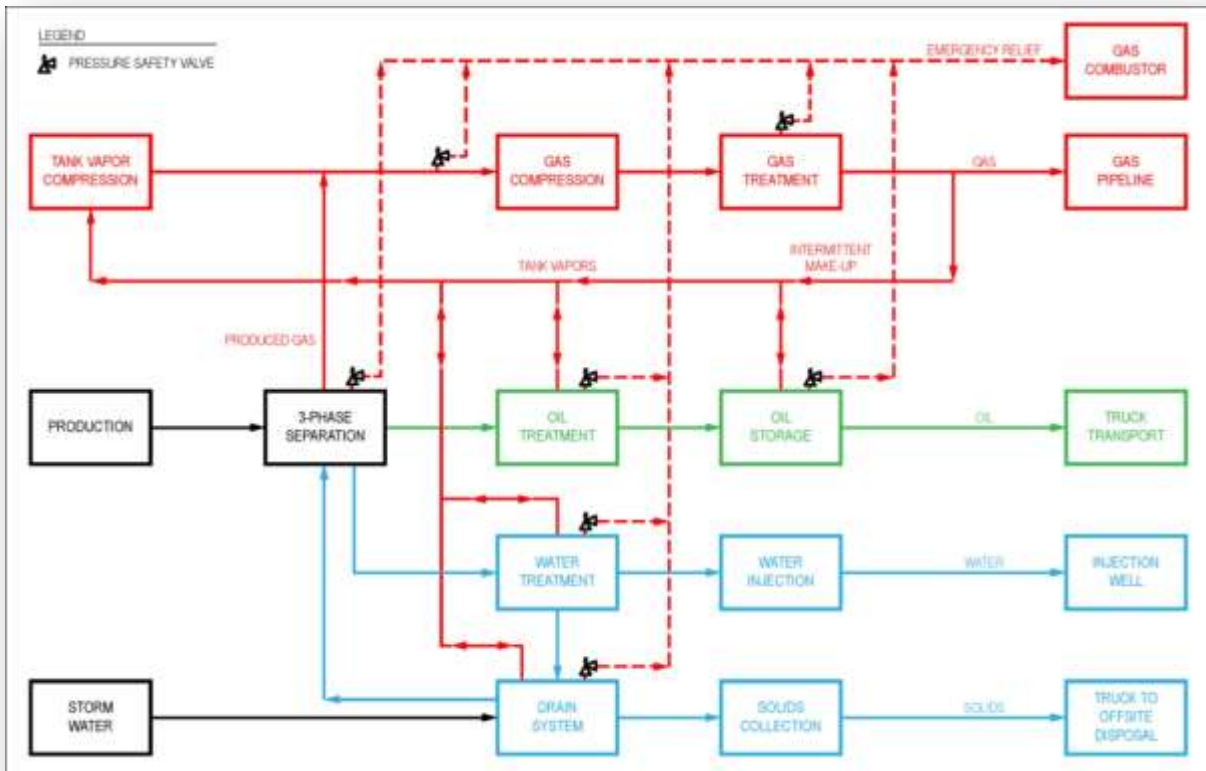 LEGEND
PRESSURE SAFETY VALVE
EMERGENCY RELIEF
GAS
COMBUSTOR
TANK VAPOR
COMPRESSION
GAS
COMPRESSION
GAS
TREATMENT
GAS
GAS
PIPELINE
INTERMITTENT
MAKE-UP
TANK VAPORS
PRODUCED GAS
PRODUCTION
3-PHASE
SEPARATION
OIL
TREATMENT
OIL
STORAGE
OIL
TRUCK
TRANSPORT
WATER
TREATMENT
WATER
INJECTION
WATER
INJECTION
WELL
STORM
WATER
DRAIN
SYSTEM
SOLIDS
COLLECTION
SOLIDS
TRUCK TO
OFFSITE
DISPOSAL